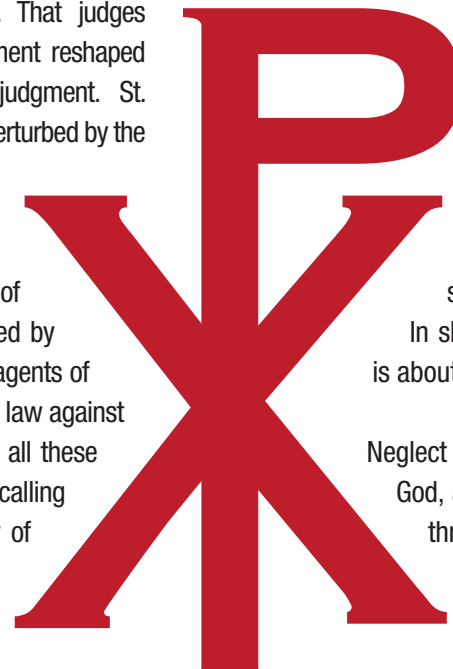 That judges
ment reshaped
judgment. St.
erturbed by the
of
ed by
agents of
law against
all these
calling
of
s
In sl
is about
Neglect
God,
thr